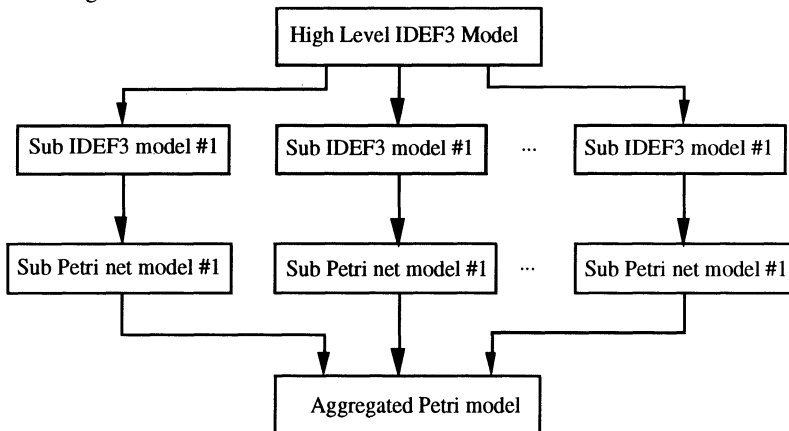 High Level IDEF3 Model
Sub IDEF3 model #1
Sub IDEF3 model #1
...
Sub IDEF3 model #1
Sub Petri net model #1
Sub Petri net model #1
...
Sub Petri net model #1
Aggregated Petri model